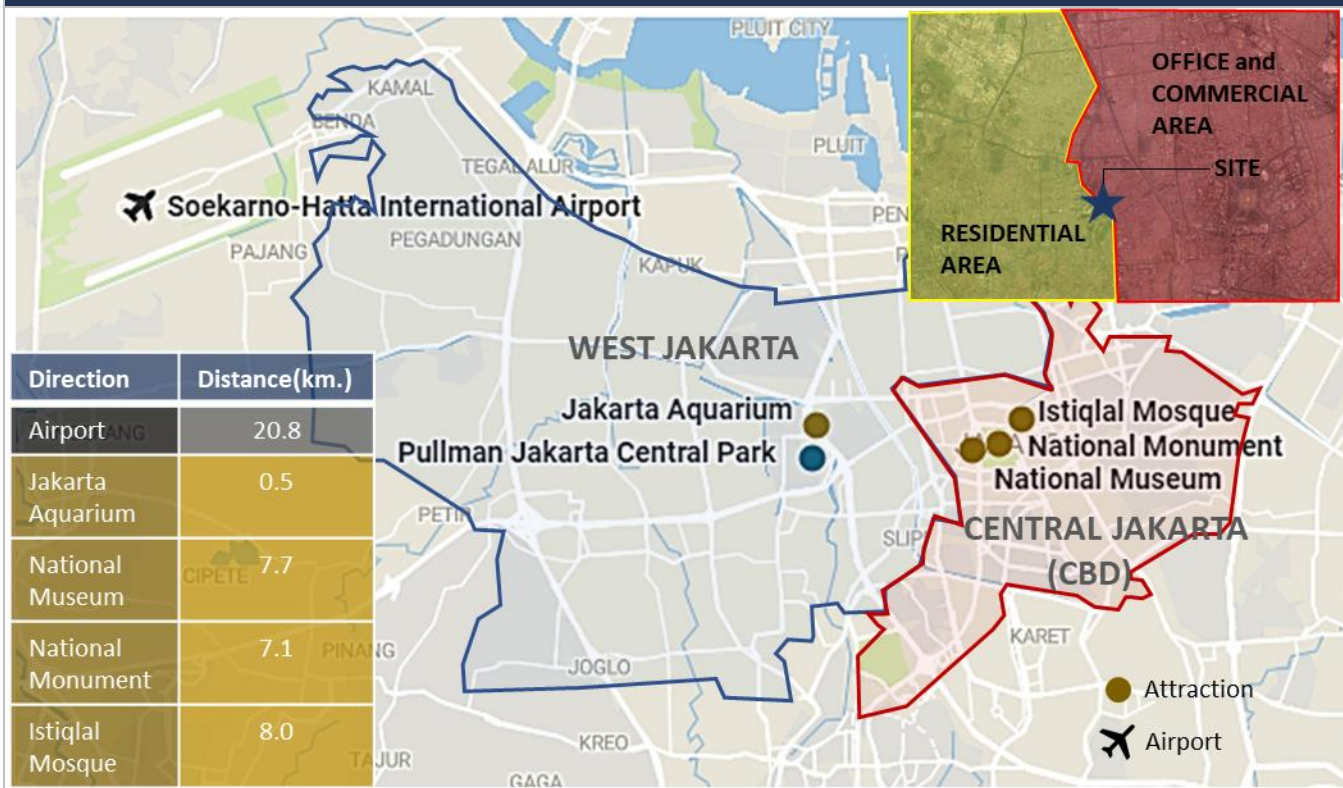 PLUIT CITY
KAMAL
BENDA
TEGAL ALUR
PLUIT
Soekarno-Hatta International Airport
PAJANG
PEGADUNGAN
KAPUK
PEN
OFFICE and
COMMERCIAL
AREA
SITE
RESIDENTIAL
AREA
WEST JAKARTA
Jakarta Aquarium
Pullman Jakarta Central Park
Istiqlal Mosque
National Monument
National Museum
PETIR
SLIP
CENTRAL JAKARTA
(CBD)
CIPETE
PINANG
JOGLO
KARET
KREO
TAJUR
GAGA
Attraction
Airport
Direction Distance(km.)
Airport 20.8
Jakarta
Aquarium 0.5
National
Museum 7.7
National
Monument 7.1
Istiqlal
Mosque 8.0